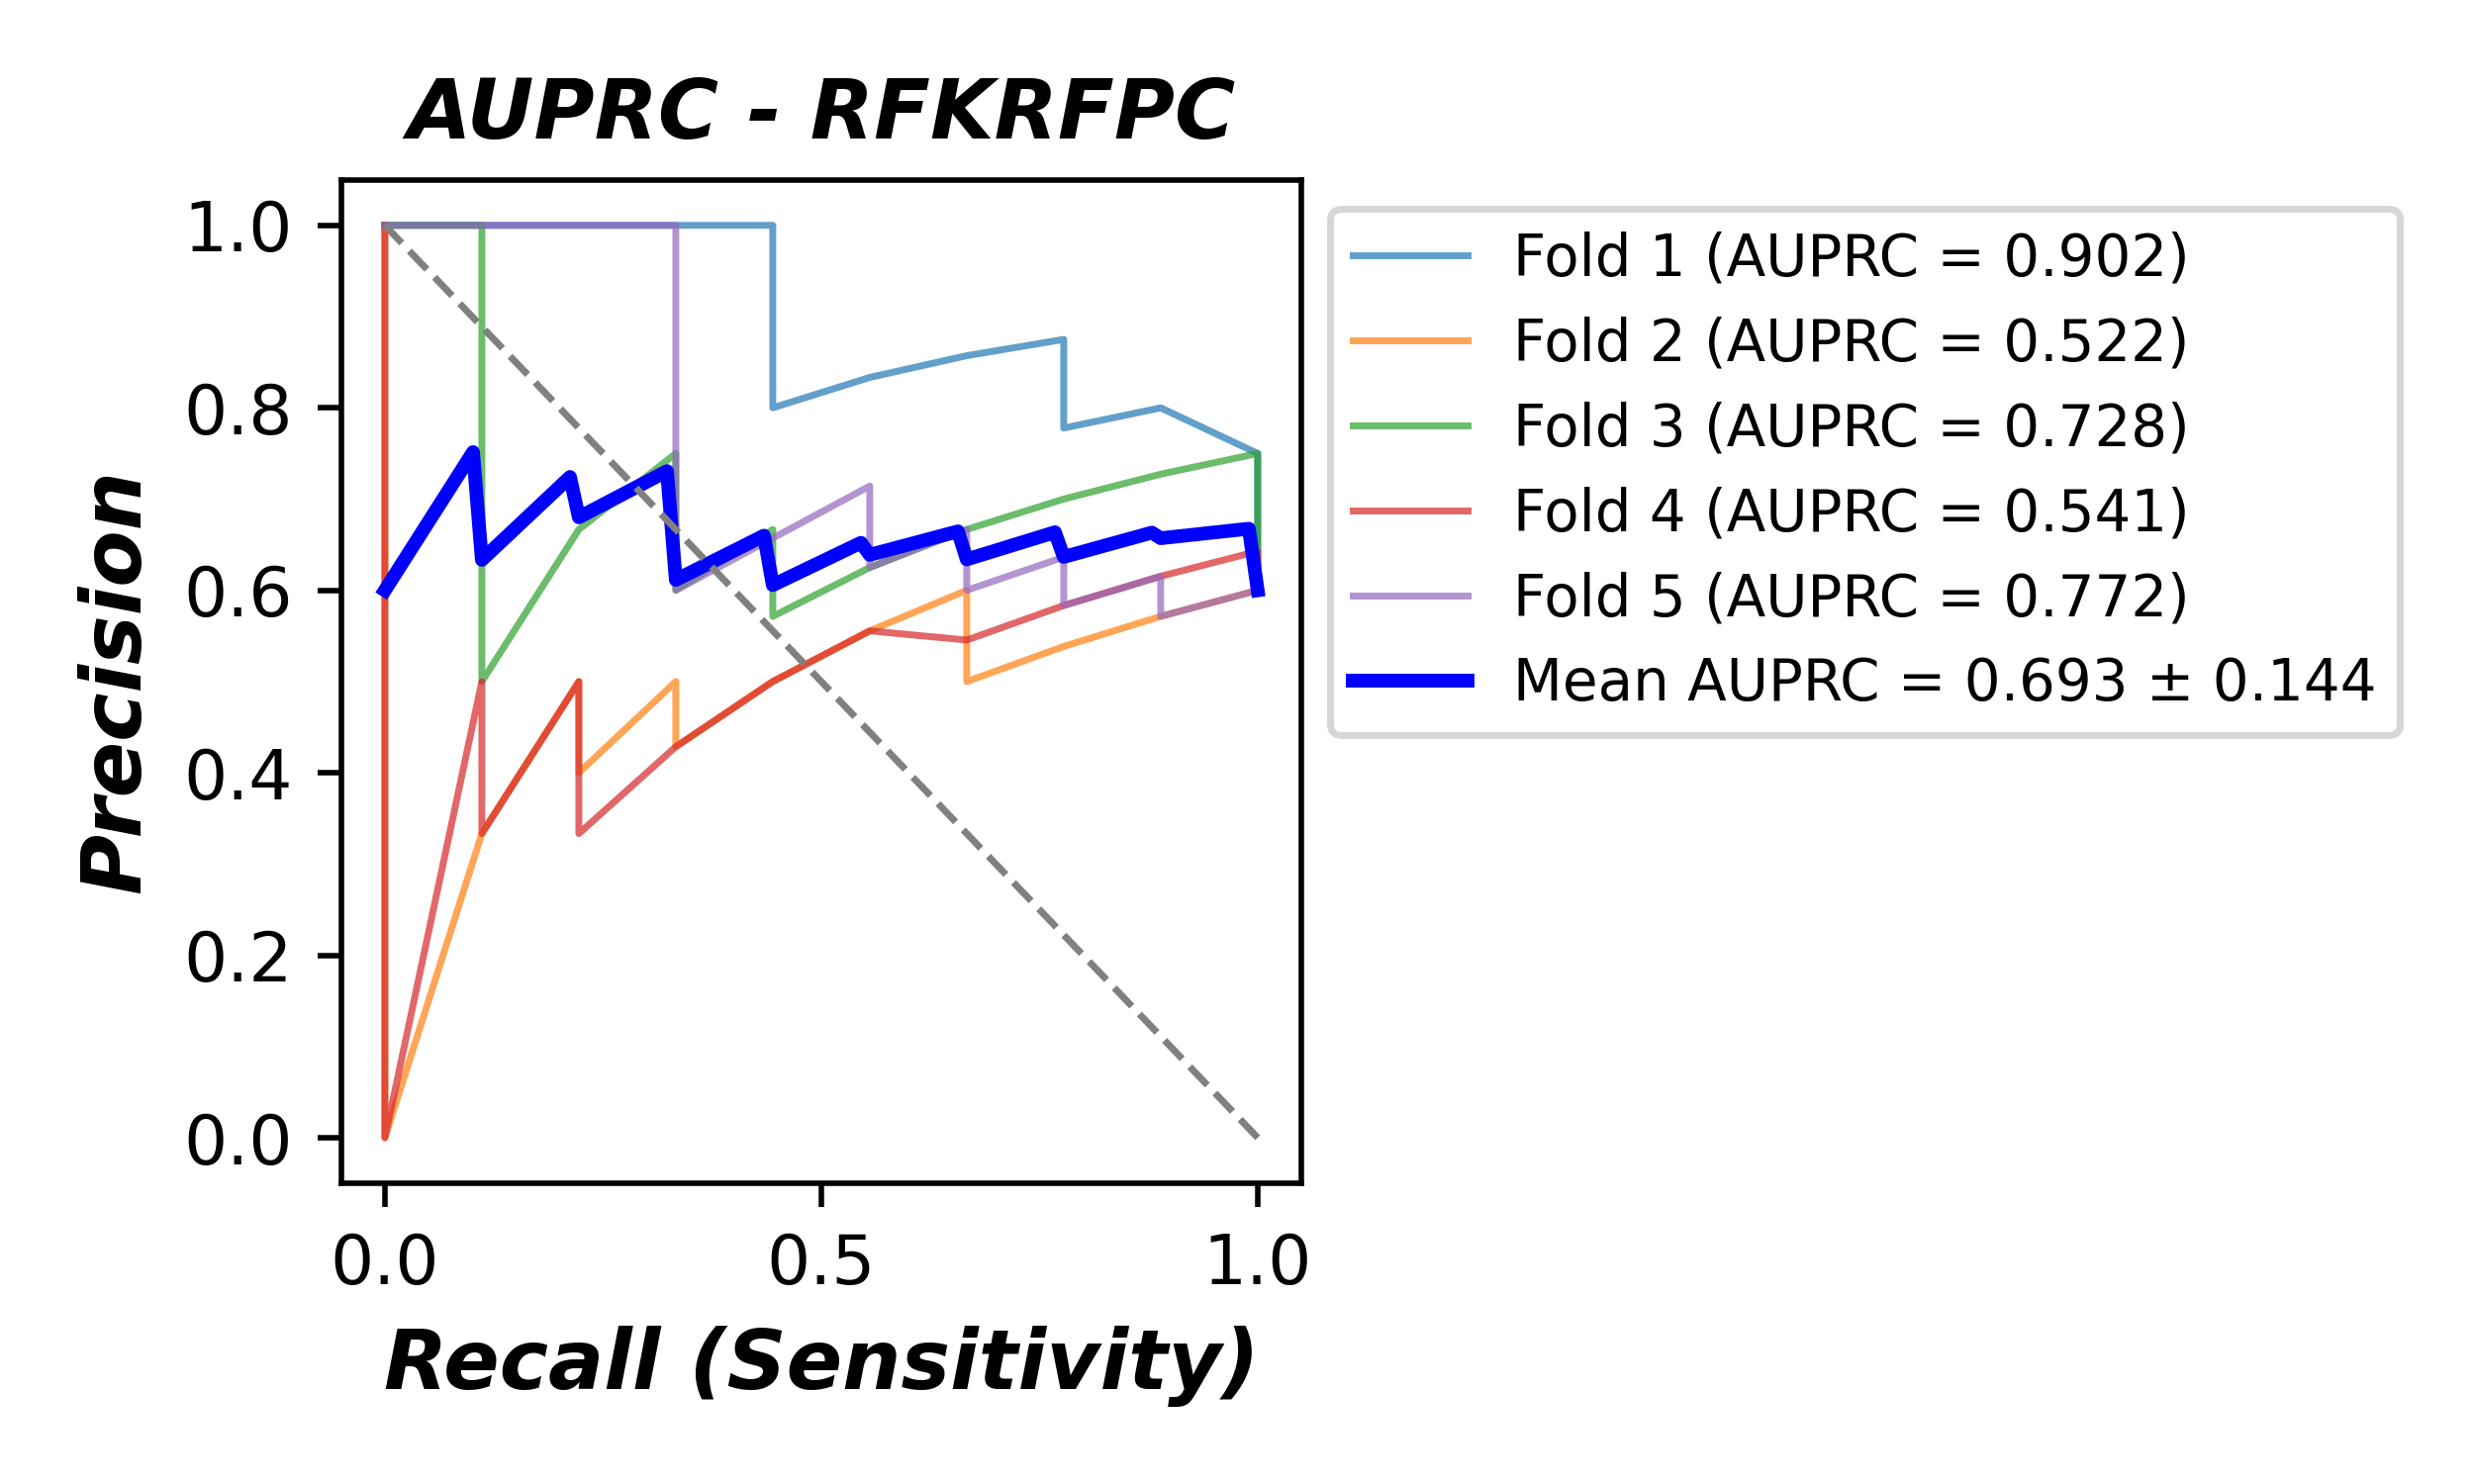 AUPRC - RFKRFPC
Precision
1.0
0.8
0.6
0.4
0.2
0.0
0.0 0.5 1.0
Recall (Sensitivity)
Fold 1 (AUPRC = 0.902)
Fold 2 (AUPRC = 0.522)
Fold 3 (AUPRC = 0.728)
Fold 4 (AUPRC = 0.541)
Fold 5 (AUPRC = 0.772)
Mean AUPRC = 0.693 ± 0.144